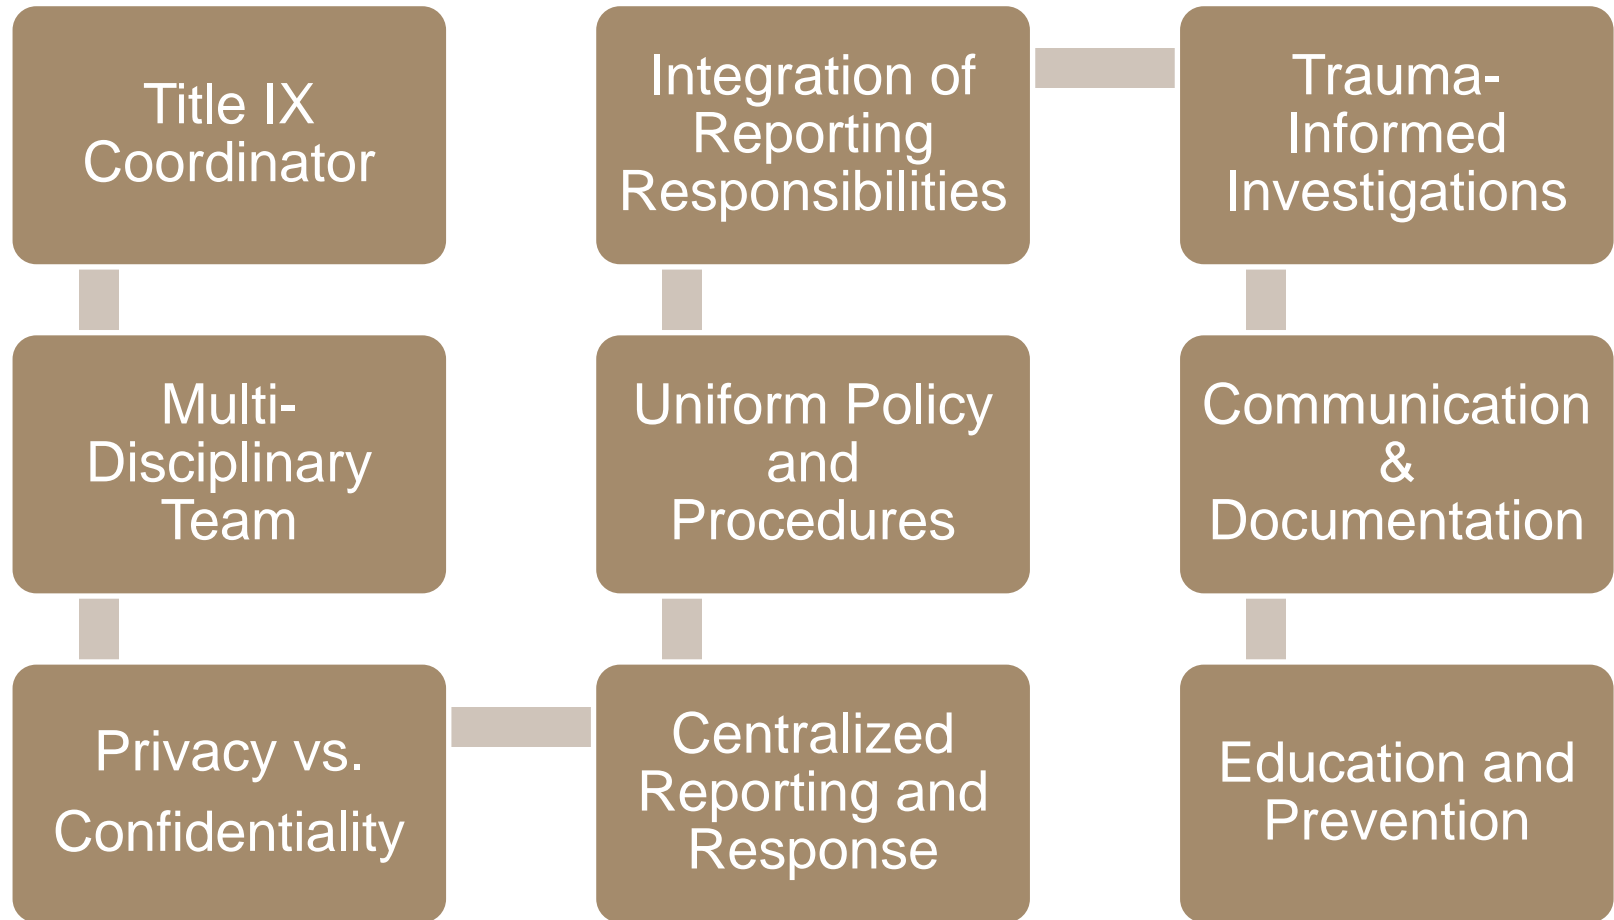 Title IX
Coordinator
Multi-
Disciplinary
Team
Privacy vs.
Confidentiality
Centralized
Reporting and
Response
Uniform Policy
and
Procedures
Integration of
Reporting
Responsibilities
Trauma-
Informed
Investigations
Communication
&
Documentation
Education and
Prevention